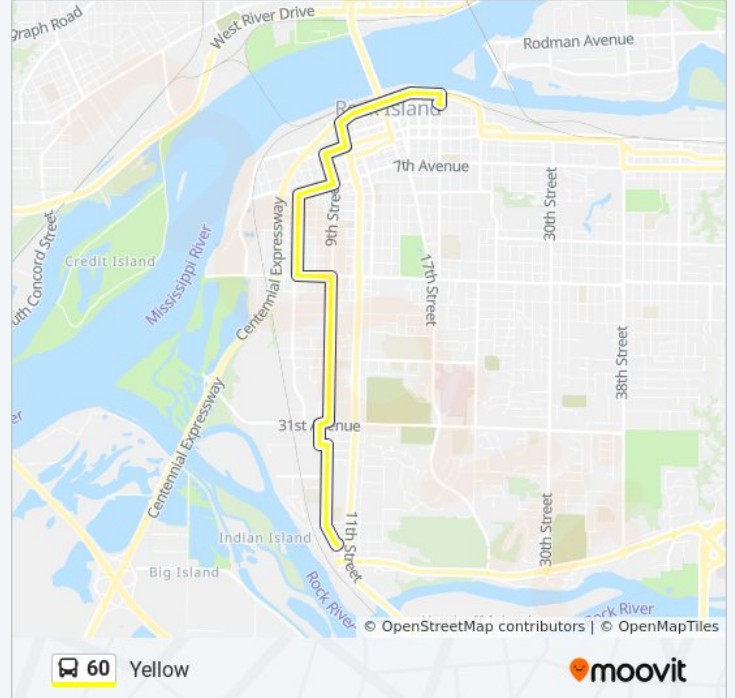 graph Road
West River Drive
Rodman Avenue
Rock Island
7th Avenue
9th Street
30th Street
Centennial Expressway
Credit Island
Mississippi River
17th Street
38th Street
31st Avenue
Centennial Expressway
Indian Island
11th Street
30th Street
Big Island
Rock River
Rock River
© OpenStreetMap contributors | © OpenMapTiles
60 Yellow
moovit